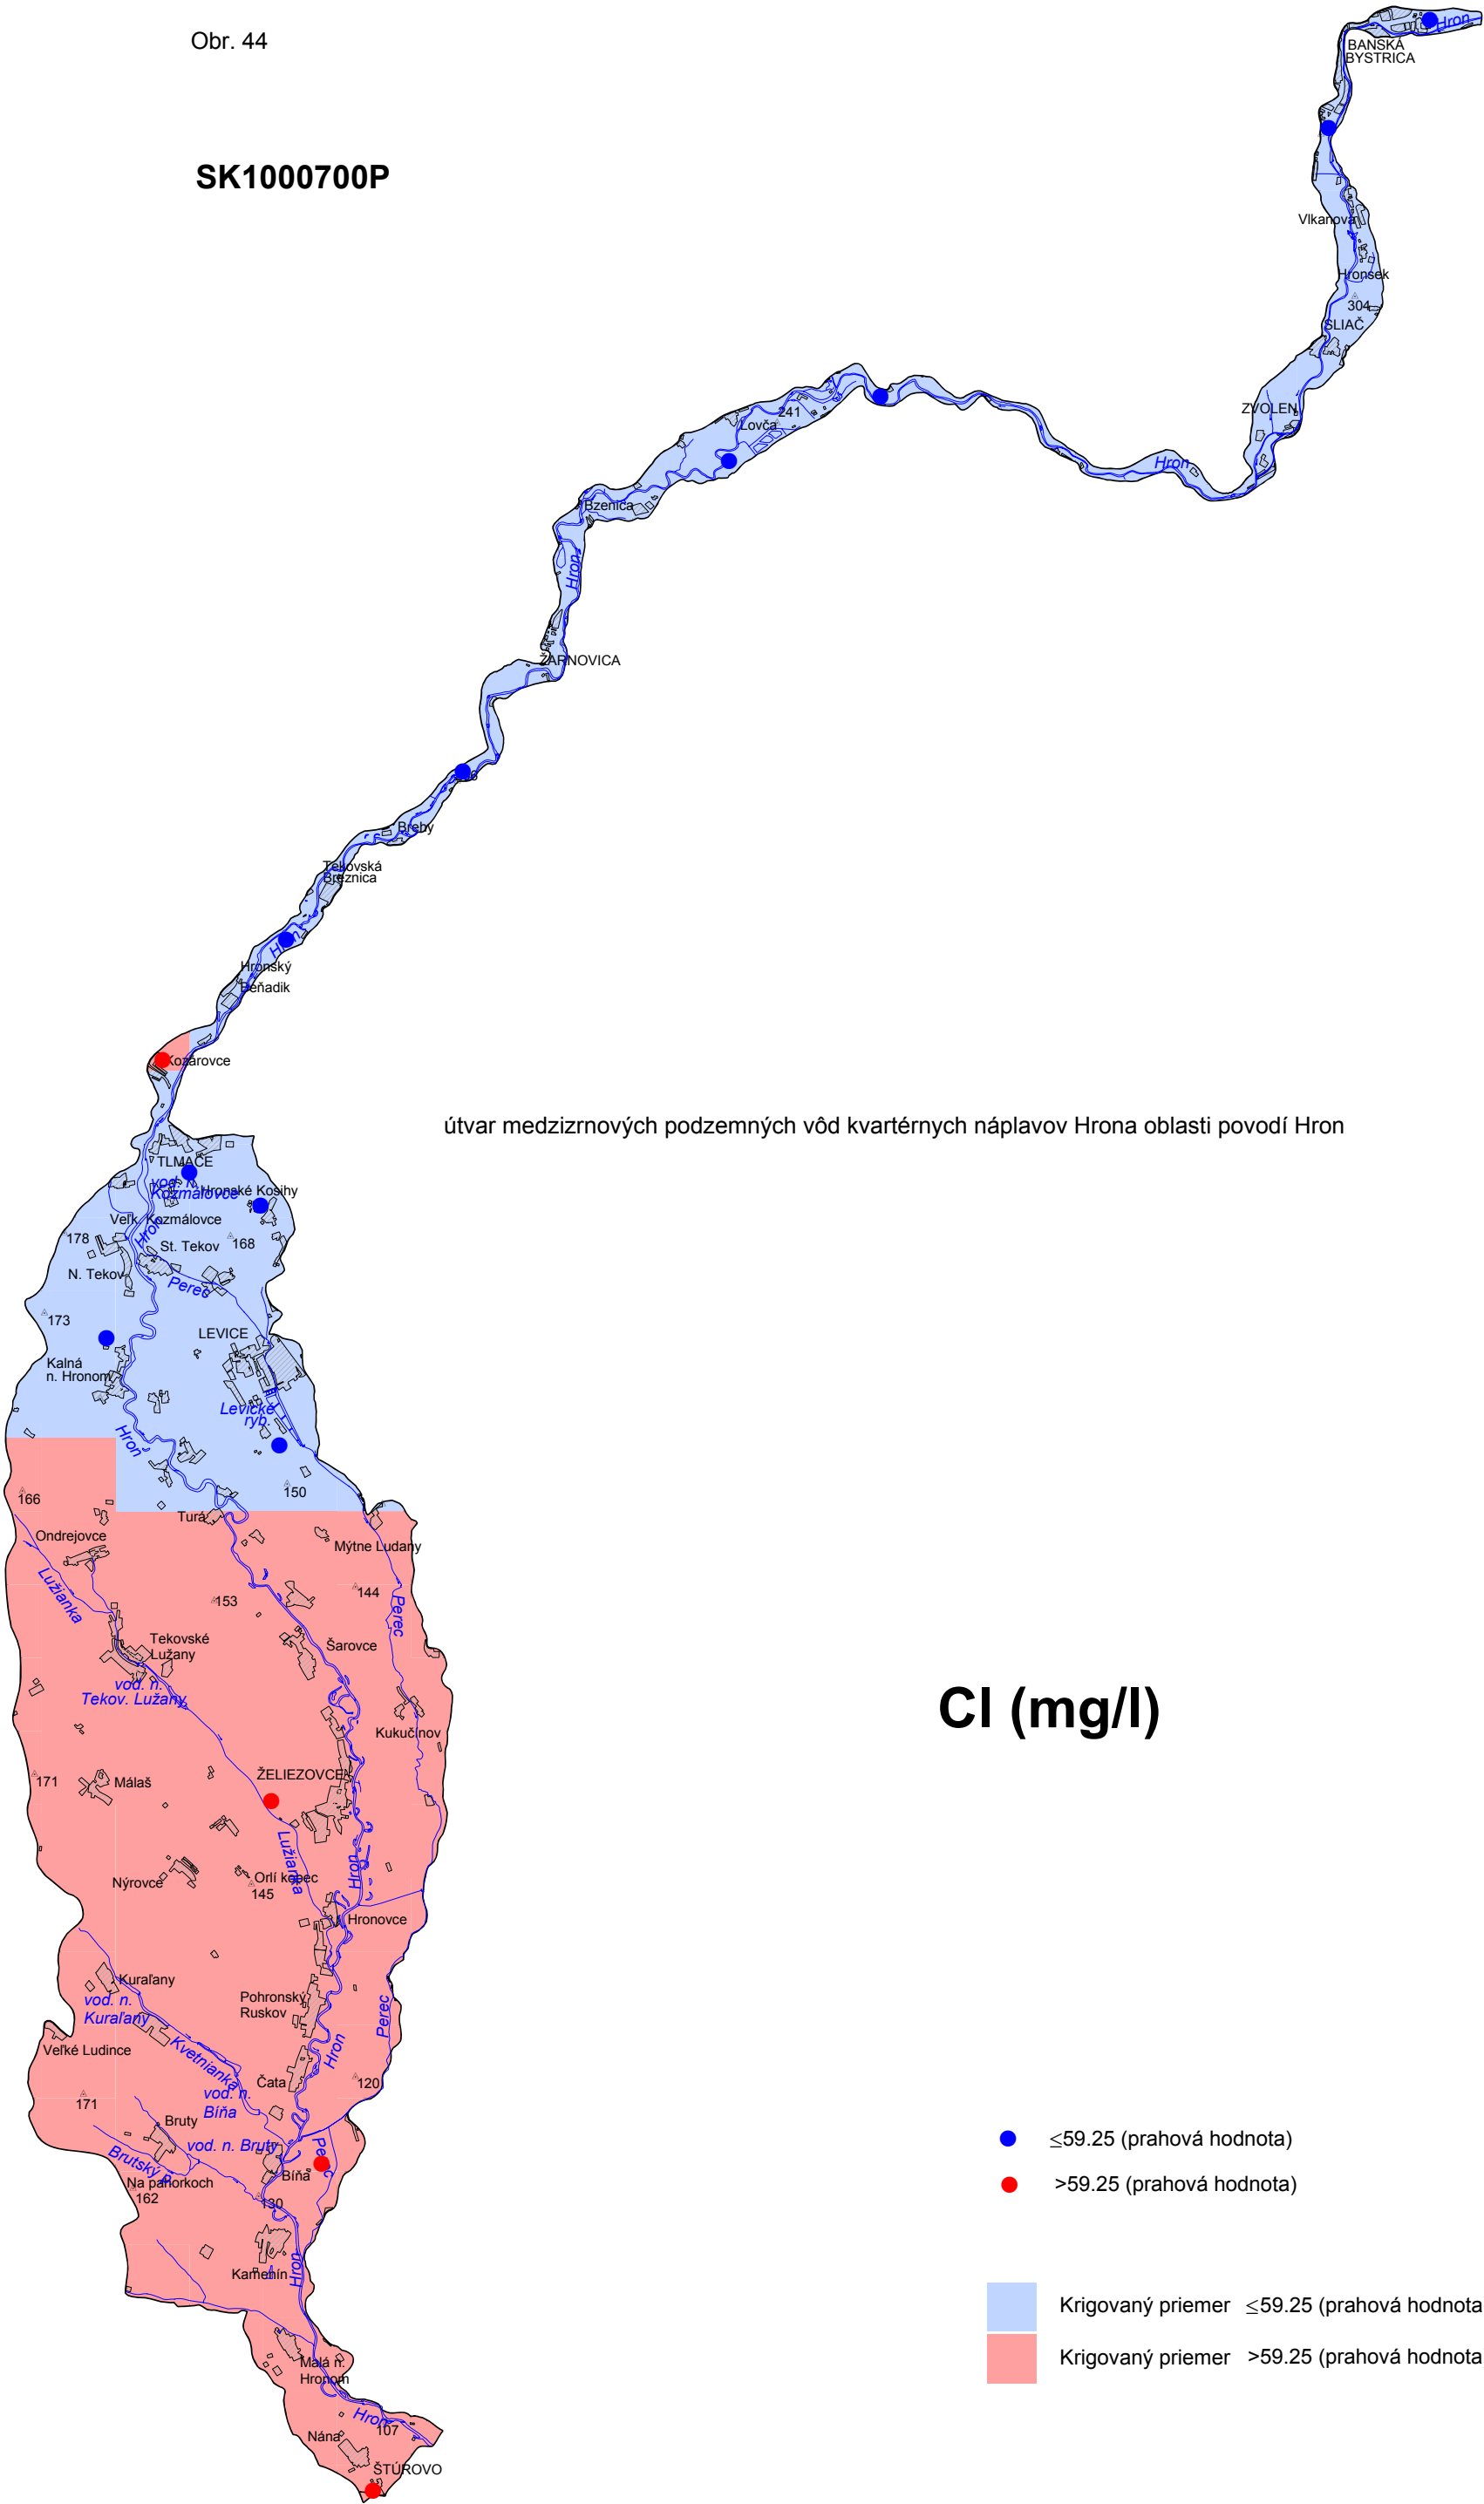 Obr. 44
Hron
BANSKÁ
BYSTRICA
SK1000700P
Vlkanová
Hronsek
304
SLIAČ
ZVOLEN
241
Lovča
Hron
Bzenica
Hron
ŽARNOVICA
Brehy
Tekovská
Breznica
Hron
Hronský
Beňadik
Kozárovce
útvar medzizrnových podzemných vôd kvartérnych náplavov Hrona oblasti povodí Hron
TLMAČE
vod. n.
Kozmálovce
Hronské Kosihy
Veľk. Kozmálovce
Hron
178
St. Tekov
168
N. Tekov
Perec
173
LEVICE
Kalná
n. Hronom
Levické
ryb.
Hron
150
166
Turá
Ondrejovce
Mýtne Ludany
Lužianka
144
153
Perec
Tekovské
Lužany
Šarovce
vod. n.
Tekov. Lužany
Cl (mg/l)
Kukučínov
ŽELIEZOVCE
171
Málaš
Lužianka
Hron
Nýrovce
Orlí kopec
145
Hronovce
Kuraľany
vod. n.
Kuraľany
Pohronský
Ruskov
Perec
Kvetnianka
Hron
Veľké Ludince
Čata
120
vod. n.
Bíňa
171
Bruty
vod. n. Bruty
Perec
Brutský p.
Bíňa
Na pahorkoch
162
130
≤59.25 (prahová hodnota)
>59.25 (prahová hodnota)
Hron
Kamenín
Krigovaný priemer ≤59.25 (prahová hodnota
Krigovaný priemer >59.25 (prahová hodnota
Malá n.
Hronom
Hron
107
Nána
ŠTÚROVO